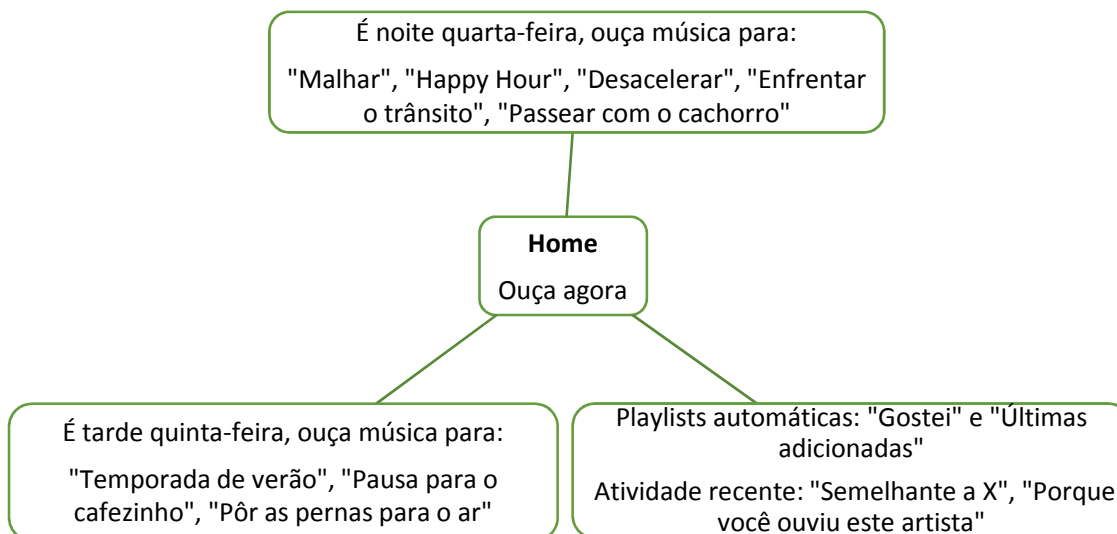 É noite quarta-feira, ouça música para:
"Malhar", "Happy Hour", "Desacelerar", "Enfrentar
o trânsito", "Passear com o cachorro"
Home
Ouça agora
É tarde quinta-feira, ouça música para:
"Temporada de verão", "Pausa para o
cafezinho", "Pôr as pernas para o ar"
Playlists automáticas: "Gostei" e "Últimas
adicionadas"
Atividade recente: "Semelhante a X", "Porque
você ouviu este artista"